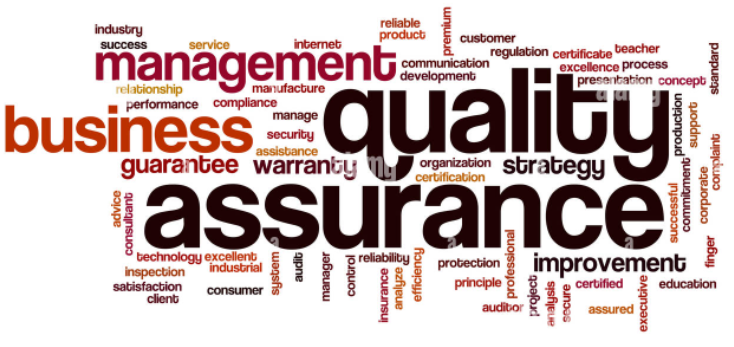 industry
success
service
internet
reliable
product
premium
customer
regulation
certificate
teacher
management
communication
development
excellence
process
presentation
concept
standard
relationship
manufacture
performance
compliance
manage
quality
production
support
business
security
assistance
guarantee
warranty
organization
certification
strategy
commitment
complaint
advice
consultant
assurance
successful
corporate
finger
technology
excellent
inspection
industrial
satisfaction
client
consumer
system
audit
manager
control
reliability
insurance
analyze
efficiency
protection
principle
professional
auditor
improvement
project
analysis
secure
certified
assured
executive
education
alamy
alamy
a
a
a
a